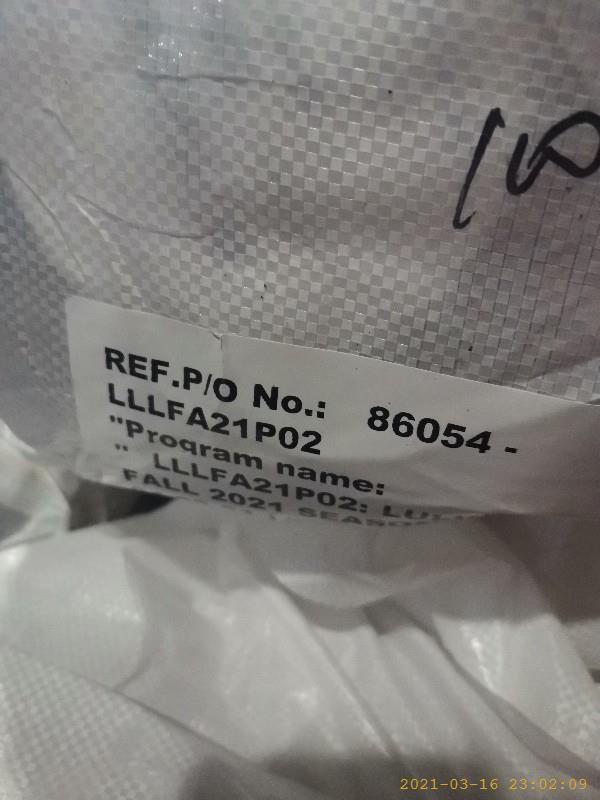 REF.P/O No.: 86054 -
LLLFA21P02
"Program name:
" LLLFA21P02:
FALL 2021
2021-03-16 23:02:09